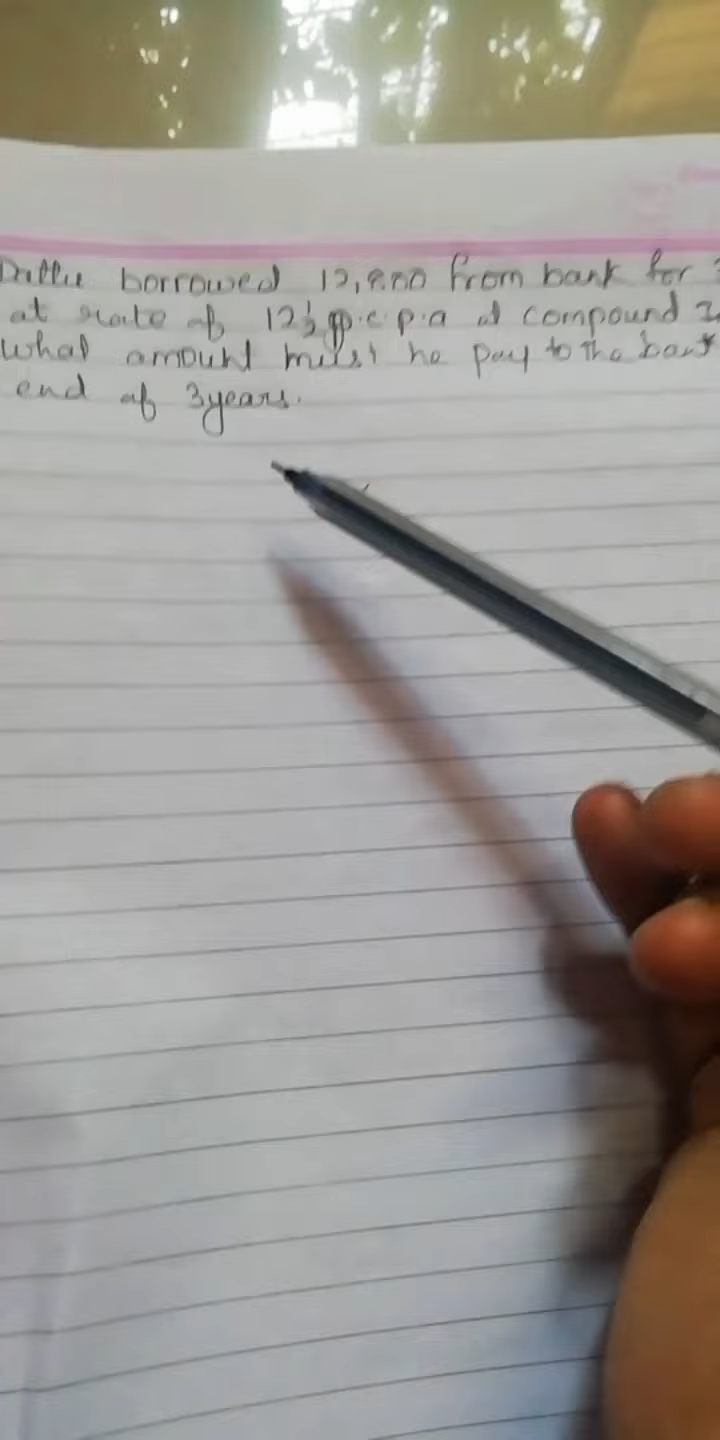 borrowed 12,800 from bank for
at rate of 12½ p.c.p.a at compound
What amount must he pay to the bank
end of 3years.